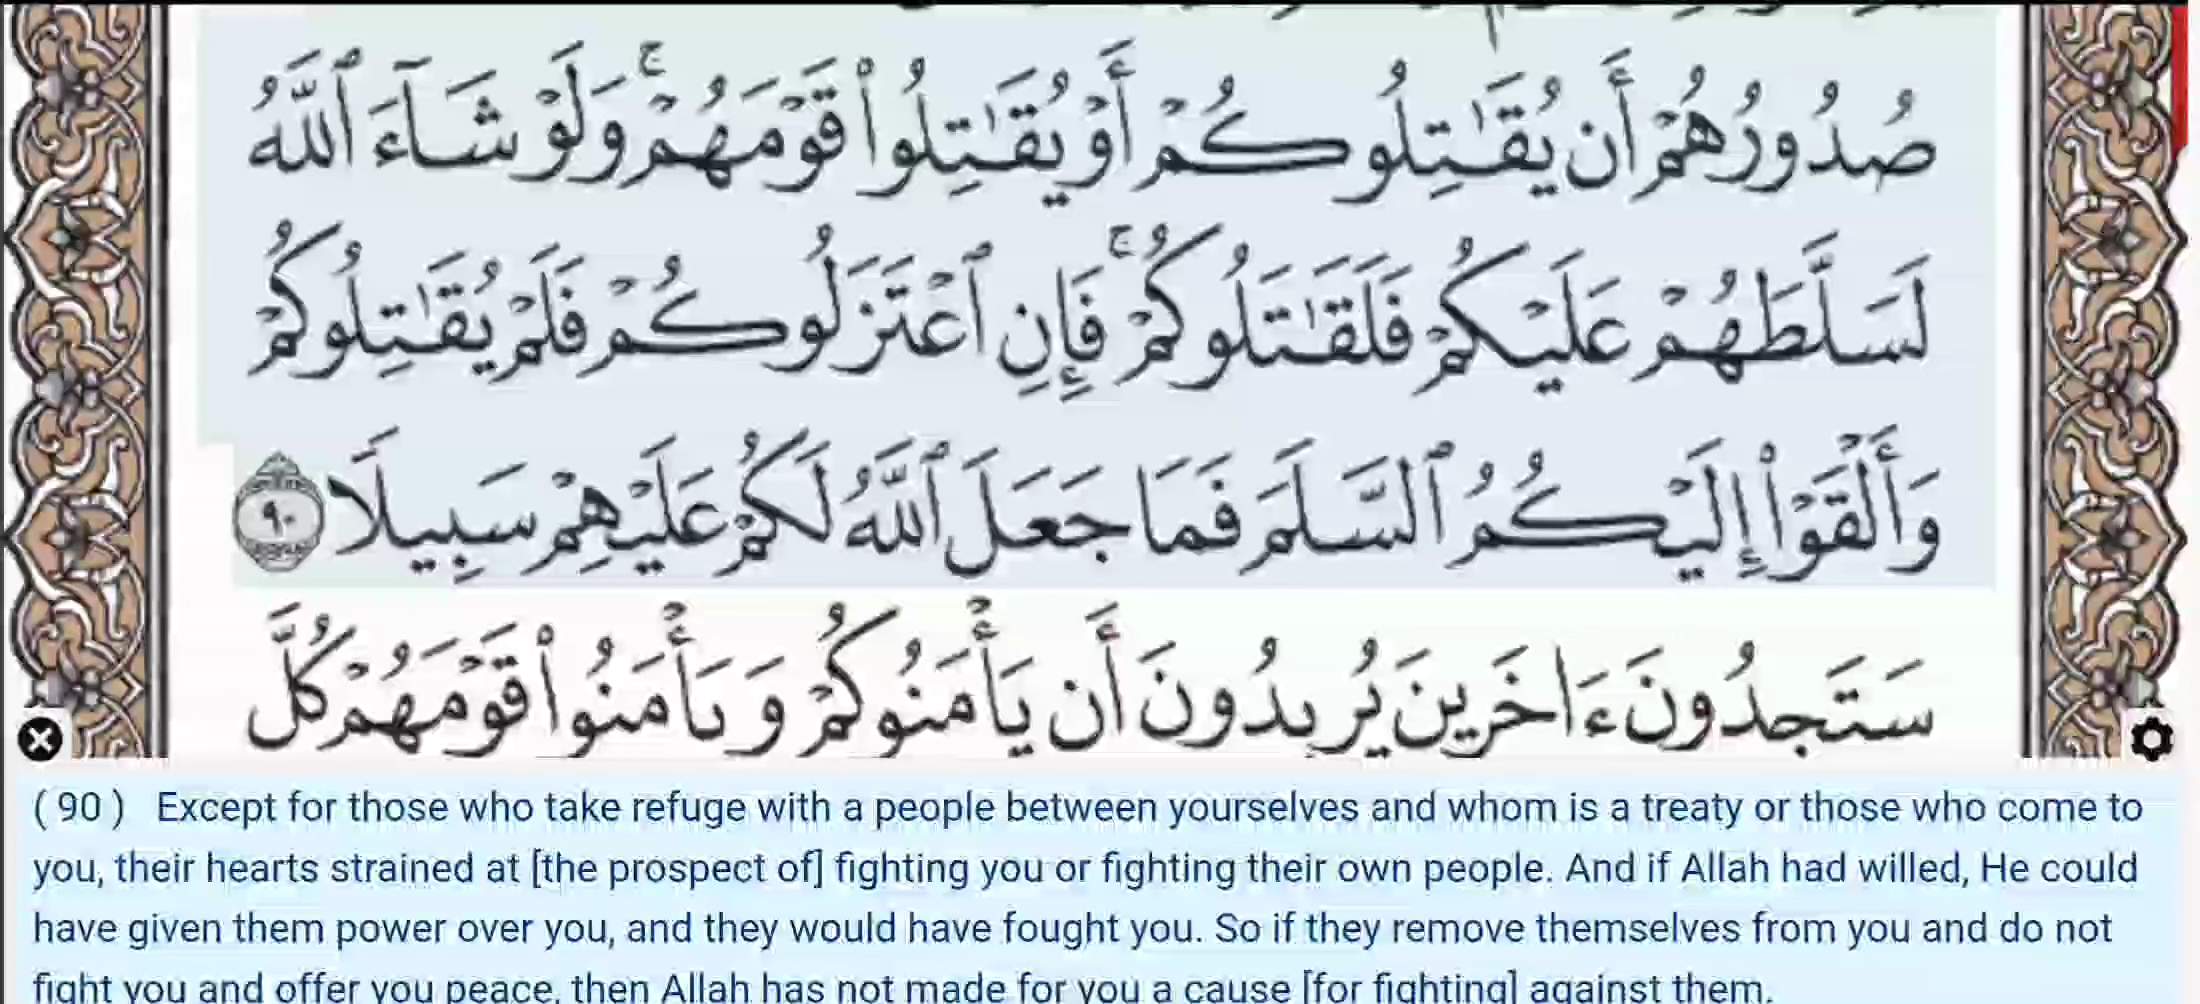 صُدُورُهُمْ أَن يُقَٰتِلُوكُمْ أَوْ يُقَٰتِلُوا۟ قَوْمَهُمْ ۚ وَلَوْ شَآءَ ٱللَّهُ
لَسَلَّطَهُمْ عَلَيْكُمْ فَلَقَٰتَلُوكُمْ ۚ فَإِنِ ٱعْتَزَلُوكُمْ فَلَمْ يُقَٰتِلُوكُمْ
وَأَلْقَوْا۟ إِلَيْكُمُ ٱلسَّلَمَ فَمَا جَعَلَ ٱللَّهُ لَكُمْ عَلَيْهِمْ سَبِيلًا ٩٠
سَتَجِدُونَ ءَاخَرِينَ يُرِيدُونَ أَن يَأْمَنُوكُمْ وَيَأْمَنُوا۟ قَوْمَهُمْ كُلَّ
( 90 ) Except for those who take refuge with a people between yourselves and whom is a treaty or those who come to
you, their hearts strained at [the prospect of] fighting you or fighting their own people. And if Allah had willed, He could
have given them power over you, and they would have fought you. So if they remove themselves from you and do not
fight you and offer you peace, then Allah has not made for you a cause [for fighting] against them.